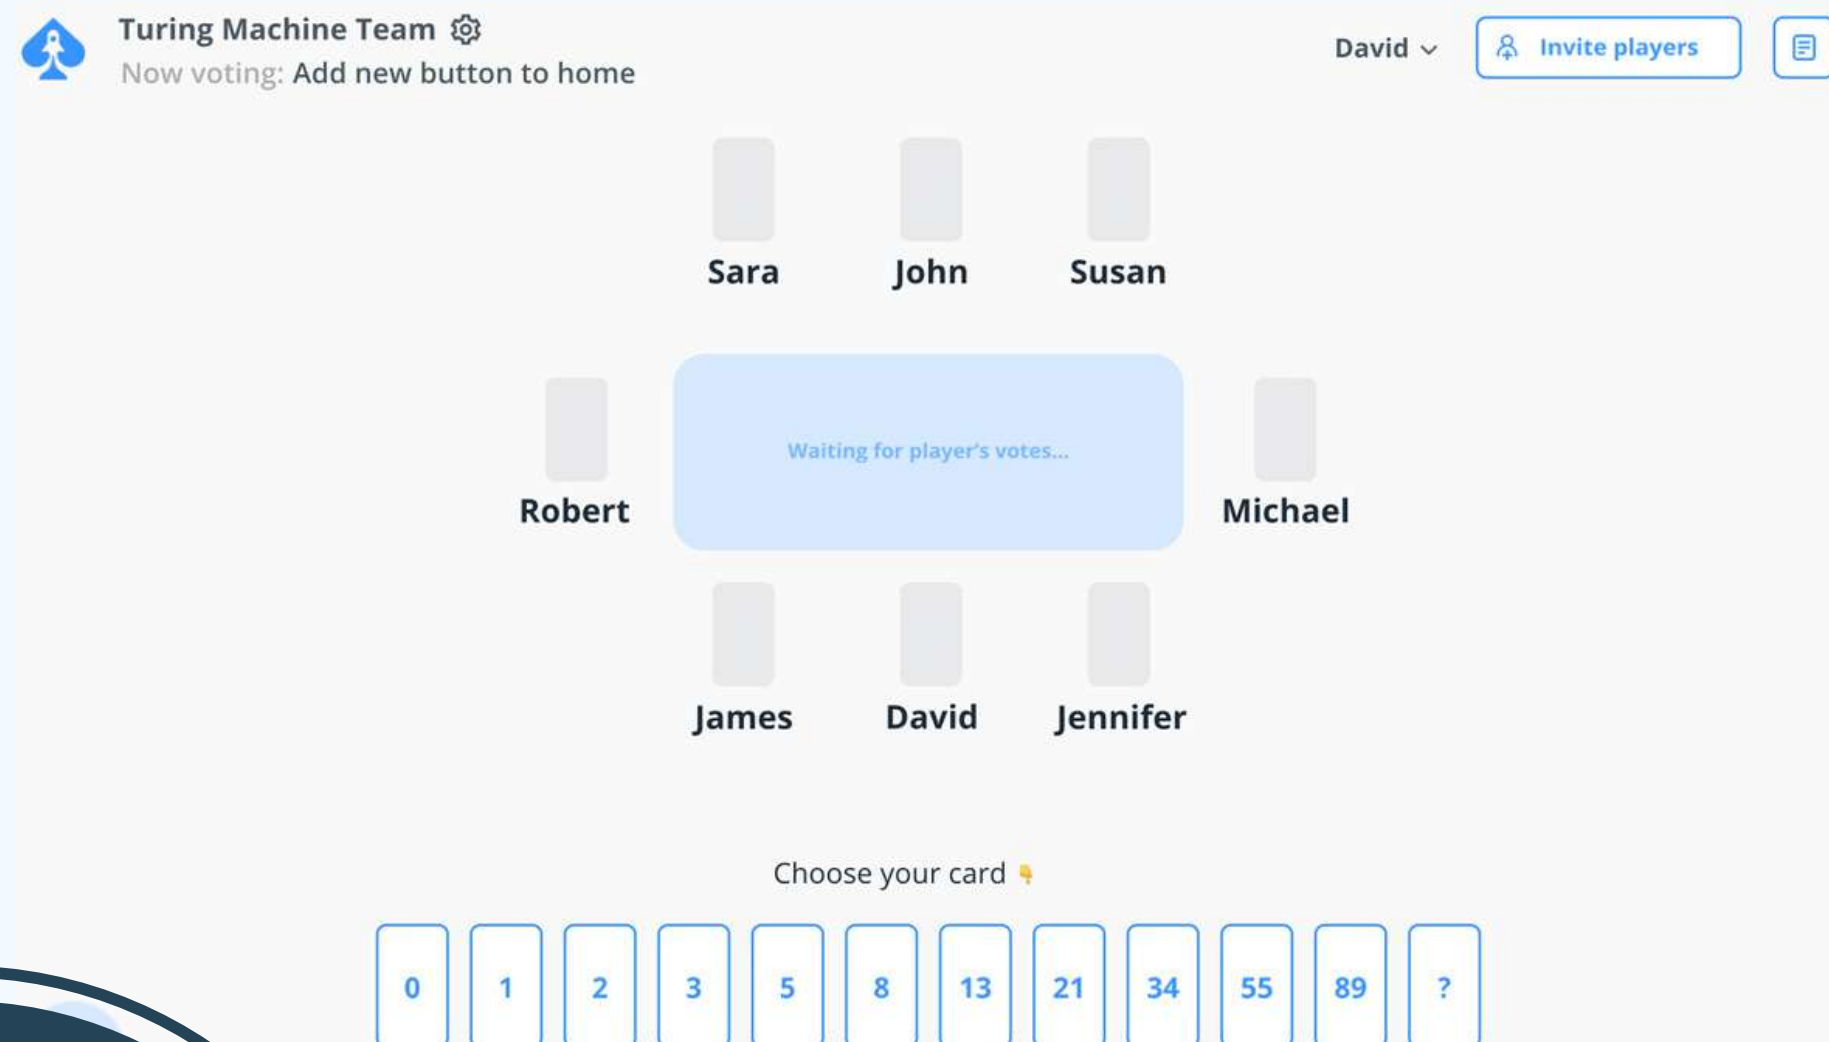 Turing Machine Team
Now voting: Add new button to home
David
Invite players
Sara John Susan
Waiting for player's votes...
Robert Michael
James David Jennifer
Choose your card 👇
0 1 2 3 5 8 13 21 34 55 89 ?